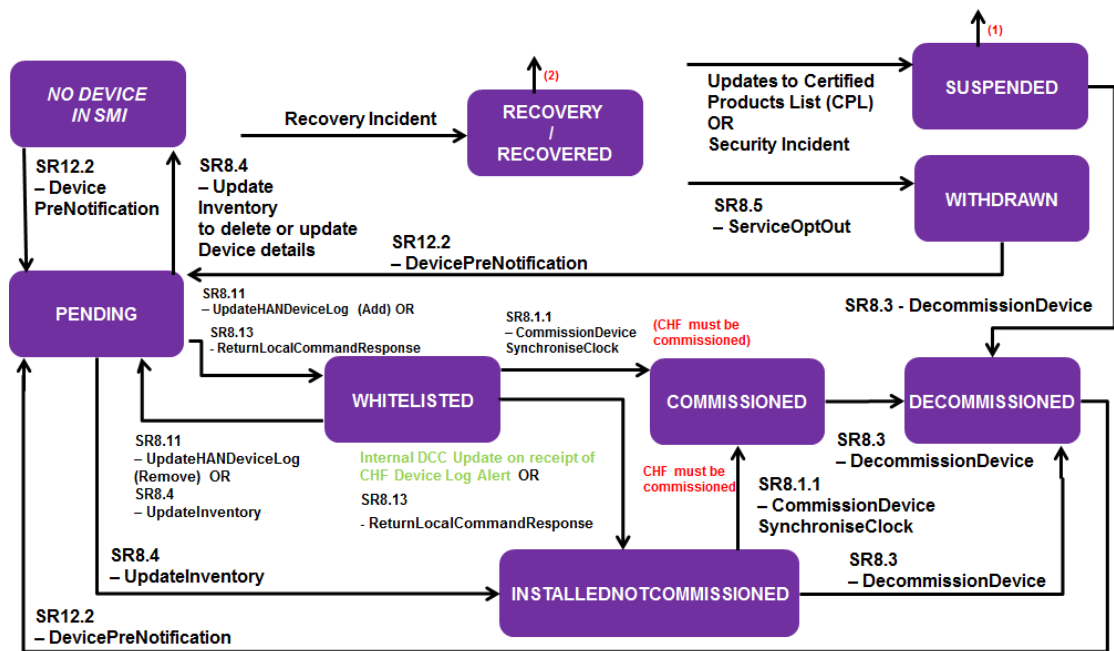 (1)
NO DEVICE
IN SMI
(2)
Updates to Certified
Products List (CPL)
OR
Security Incident
SUSPENDED
Recovery Incident
RECOVERY
/
RECOVERED
SR12.2
– Device
PreNotification
SR8.4
– Update
Inventory
to delete or update
Device details
SR8.5
– ServiceOptOut
WITHDRAWN
SR12.2
– DevicePreNotification
PENDING
SR8.11
– UpdateHANDeviceLog (Add) OR
SR8.13
- ReturnLocalCommandResponse
SR8.1.1
– CommissionDevice
SynchroniseClock
(CHF must be
commissioned)
SR8.3 - DecommissionDevice
WHITELISTED
COMMISSIONED
DECOMMISSIONED
SR8.11
– UpdateHANDeviceLog
(Remove) OR
SR8.4
– UpdateInventory
Internal DCC Update on receipt of
CHF Device Log Alert OR
SR8.13
- ReturnLocalCommandResponse
CHF must be
commissioned
SR8.3
– DecommissionDevice
SR8.1.1
– CommissionDevice
SynchroniseClock
SR8.4
– UpdateInventory
INSTALLEDNOTCOMMISSIONED
SR8.3
– DecommissionDevice
SR12.2
– DevicePreNotification